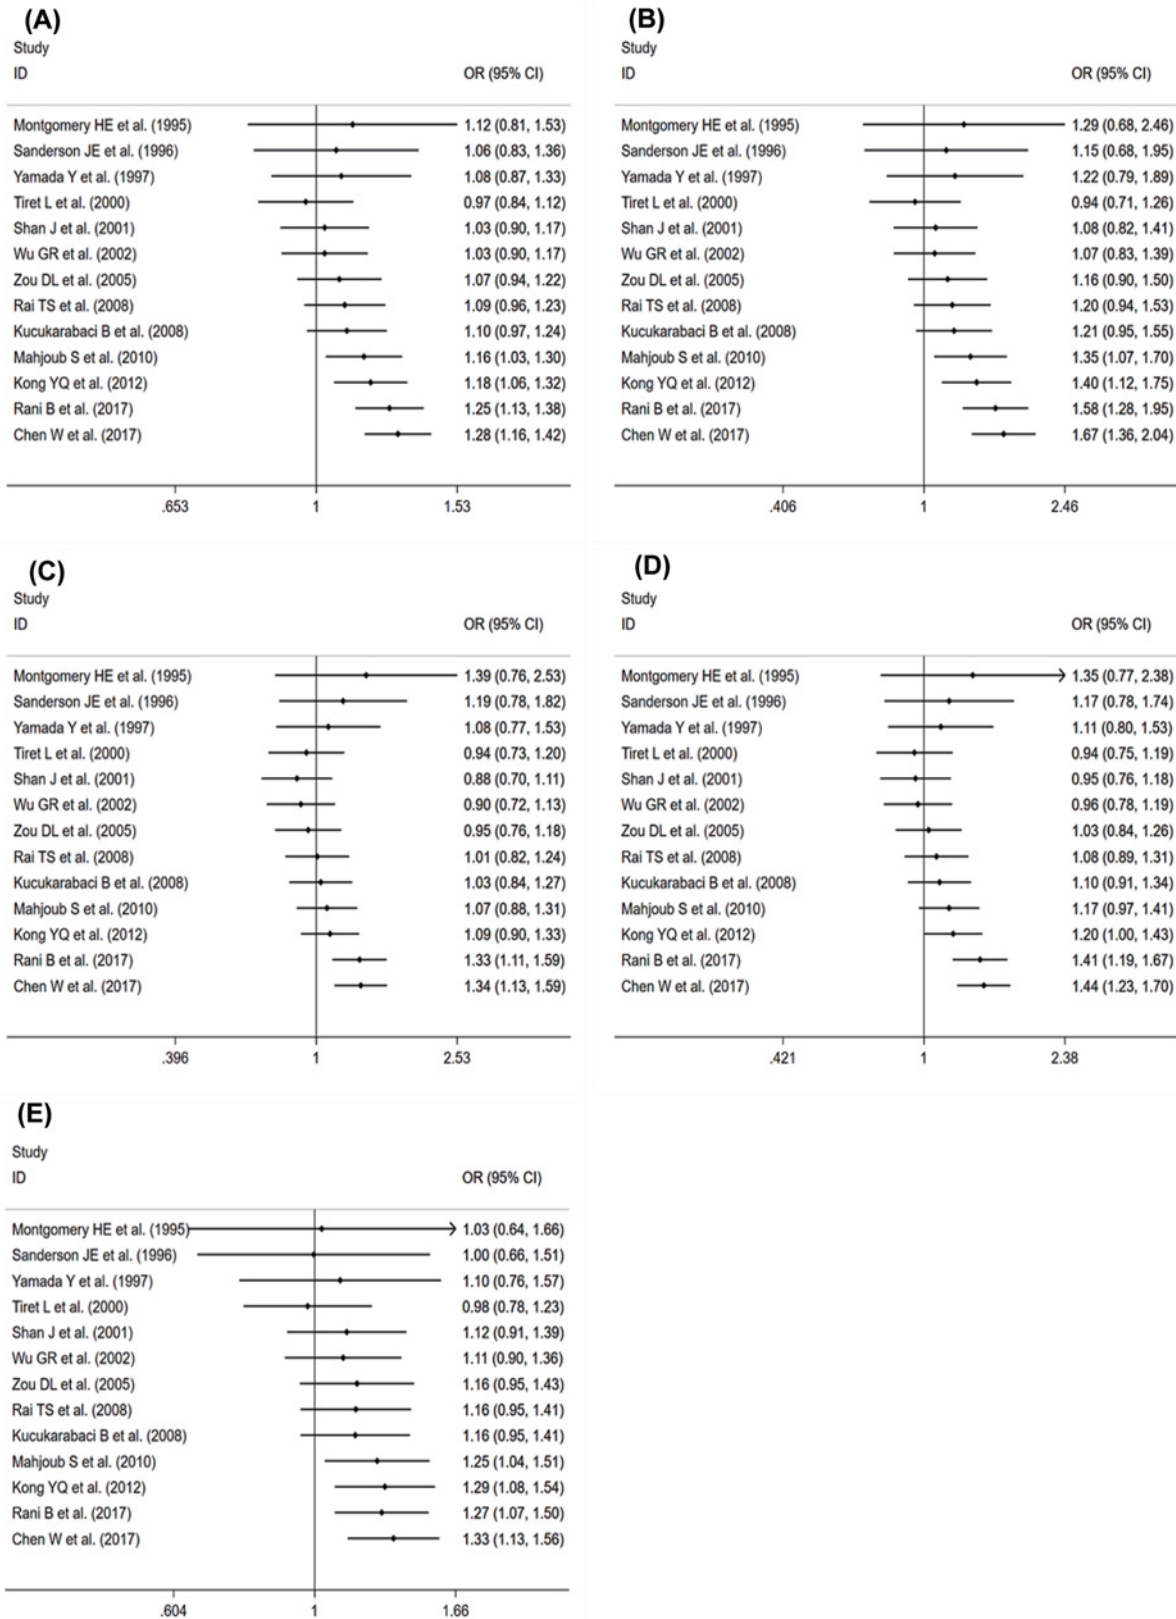 (A)
Study
ID OR (95% CI)
Montgomery HE et al. (1995) 1.12 (0.81, 1.53)
Sanderson JE et al. (1996) 1.06 (0.83, 1.36)
Yamada Y et al. (1997) 1.08 (0.87, 1.33)
Tiret L et al. (2000) 0.97 (0.84, 1.12)
Shan J et al. (2001) 1.03 (0.90, 1.17)
Wu GR et al. (2002) 1.03 (0.90, 1.17)
Zou DL et al. (2005) 1.07 (0.94, 1.22)
Rai TS et al. (2008) 1.09 (0.96, 1.23)
Kucukarabaci B et al. (2008) 1.10 (0.97, 1.24)
Mahjoub S et al. (2010) 1.16 (1.03, 1.30)
Kong YQ et al. (2012) 1.18 (1.06, 1.32)
Rani B et al. (2017) 1.25 (1.13, 1.38)
Chen W et al. (2017) 1.28 (1.16, 1.42)
.653 1 1.53
(B)
Study
ID OR (95% CI)
Montgomery HE et al. (1995) 1.29 (0.68, 2.46)
Sanderson JE et al. (1996) 1.15 (0.68, 1.95)
Yamada Y et al. (1997) 1.22 (0.79, 1.89)
Tiret L et al. (2000) 0.94 (0.71, 1.26)
Shan J et al. (2001) 1.08 (0.82, 1.41)
Wu GR et al. (2002) 1.07 (0.83, 1.39)
Zou DL et al. (2005) 1.16 (0.90, 1.50)
Rai TS et al. (2008) 1.20 (0.94, 1.53)
Kucukarabaci B et al. (2008) 1.21 (0.95, 1.55)
Mahjoub S et al. (2010) 1.35 (1.07, 1.70)
Kong YQ et al. (2012) 1.40 (1.12, 1.75)
Rani B et al. (2017) 1.58 (1.28, 1.95)
Chen W et al. (2017) 1.67 (1.36, 2.04)
.406 1 2.46
(C)
Study
ID OR (95% CI)
Montgomery HE et al. (1995) 1.39 (0.76, 2.53)
Sanderson JE et al. (1996) 1.19 (0.78, 1.82)
Yamada Y et al. (1997) 1.08 (0.77, 1.53)
Tiret L et al. (2000) 0.94 (0.73, 1.20)
Shan J et al. (2001) 0.88 (0.70, 1.11)
Wu GR et al. (2002) 0.90 (0.72, 1.13)
Zou DL et al. (2005) 0.95 (0.76, 1.18)
Rai TS et al. (2008) 1.01 (0.82, 1.24)
Kucukarabaci B et al. (2008) 1.03 (0.84, 1.27)
Mahjoub S et al. (2010) 1.07 (0.88, 1.31)
Kong YQ et al. (2012) 1.09 (0.90, 1.33)
Rani B et al. (2017) 1.33 (1.11, 1.59)
Chen W et al. (2017) 1.34 (1.13, 1.59)
.396 1 2.53
(D)
Study
ID OR (95% CI)
Montgomery HE et al. (1995) 1.35 (0.77, 2.38)
Sanderson JE et al. (1996) 1.17 (0.78, 1.74)
Yamada Y et al. (1997) 1.11 (0.80, 1.53)
Tiret L et al. (2000) 0.94 (0.75, 1.19)
Shan J et al. (2001) 0.95 (0.76, 1.18)
Wu GR et al. (2002) 0.96 (0.78, 1.19)
Zou DL et al. (2005) 1.03 (0.84, 1.26)
Rai TS et al. (2008) 1.08 (0.89, 1.31)
Kucukarabaci B et al. (2008) 1.10 (0.91, 1.34)
Mahjoub S et al. (2010) 1.17 (0.97, 1.41)
Kong YQ et al. (2012) 1.20 (1.00, 1.43)
Rani B et al. (2017) 1.41 (1.19, 1.67)
Chen W et al. (2017) 1.44 (1.23, 1.70)
.421 1 2.38
(E)
Study
ID OR (95% CI)
Montgomery HE et al. (1995) 1.03 (0.64, 1.66)
Sanderson JE et al. (1996) 1.00 (0.66, 1.51)
Yamada Y et al. (1997) 1.10 (0.76, 1.57)
Tiret L et al. (2000) 0.98 (0.78, 1.23)
Shan J et al. (2001) 1.12 (0.91, 1.39)
Wu GR et al. (2002) 1.11 (0.90, 1.36)
Zou DL et al. (2005) 1.16 (0.95, 1.43)
Rai TS et al. (2008) 1.16 (0.95, 1.41)
Kucukarabaci B et al. (2008) 1.16 (0.95, 1.41)
Mahjoub S et al. (2010) 1.25 (1.04, 1.51)
Kong YQ et al. (2012) 1.29 (1.08, 1.54)
Rani B et al. (2017) 1.27 (1.07, 1.50)
Chen W et al. (2017) 1.33 (1.13, 1.56)
.604 1 1.66